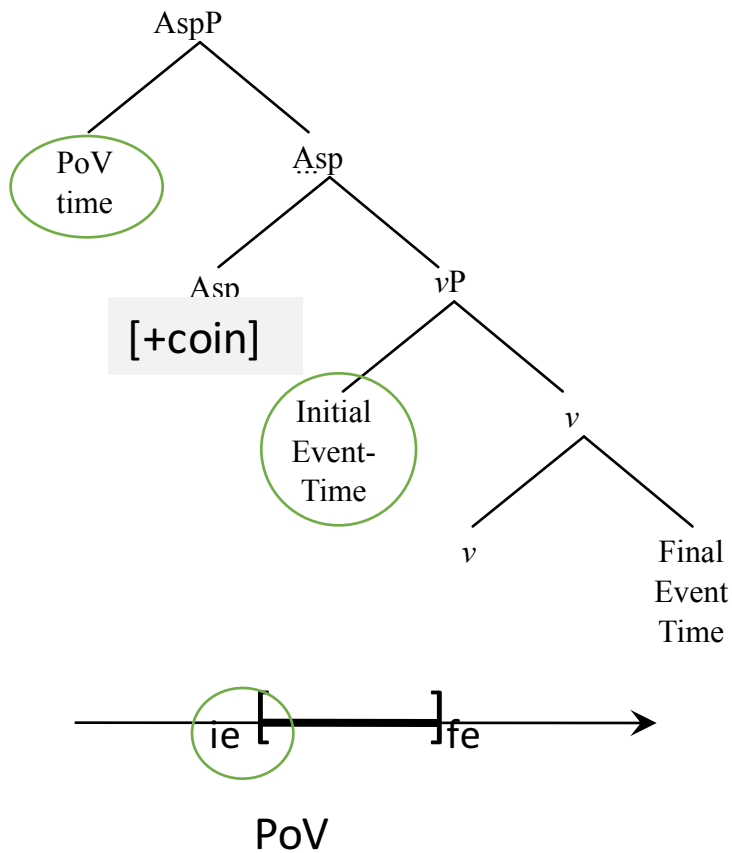 AspP
PoV
time
Asp
Asp
vP
[+coin]
Initial
Event-
Time
v
v
Final
Event
Time
ie [ ] fe
PoV